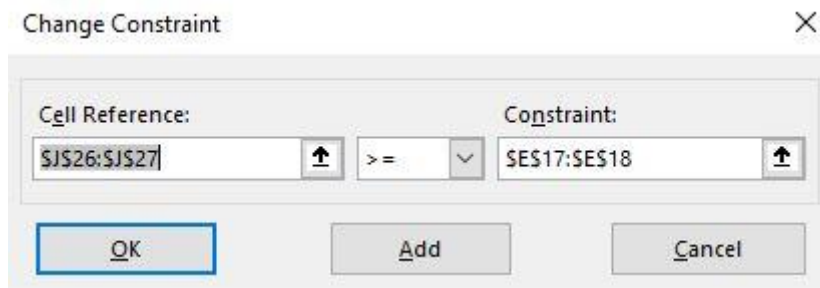 Change Constraint
Cell Reference: Constraint:
$J$26:$J$27 >= $E$17:$E$18
OK Add Cancel